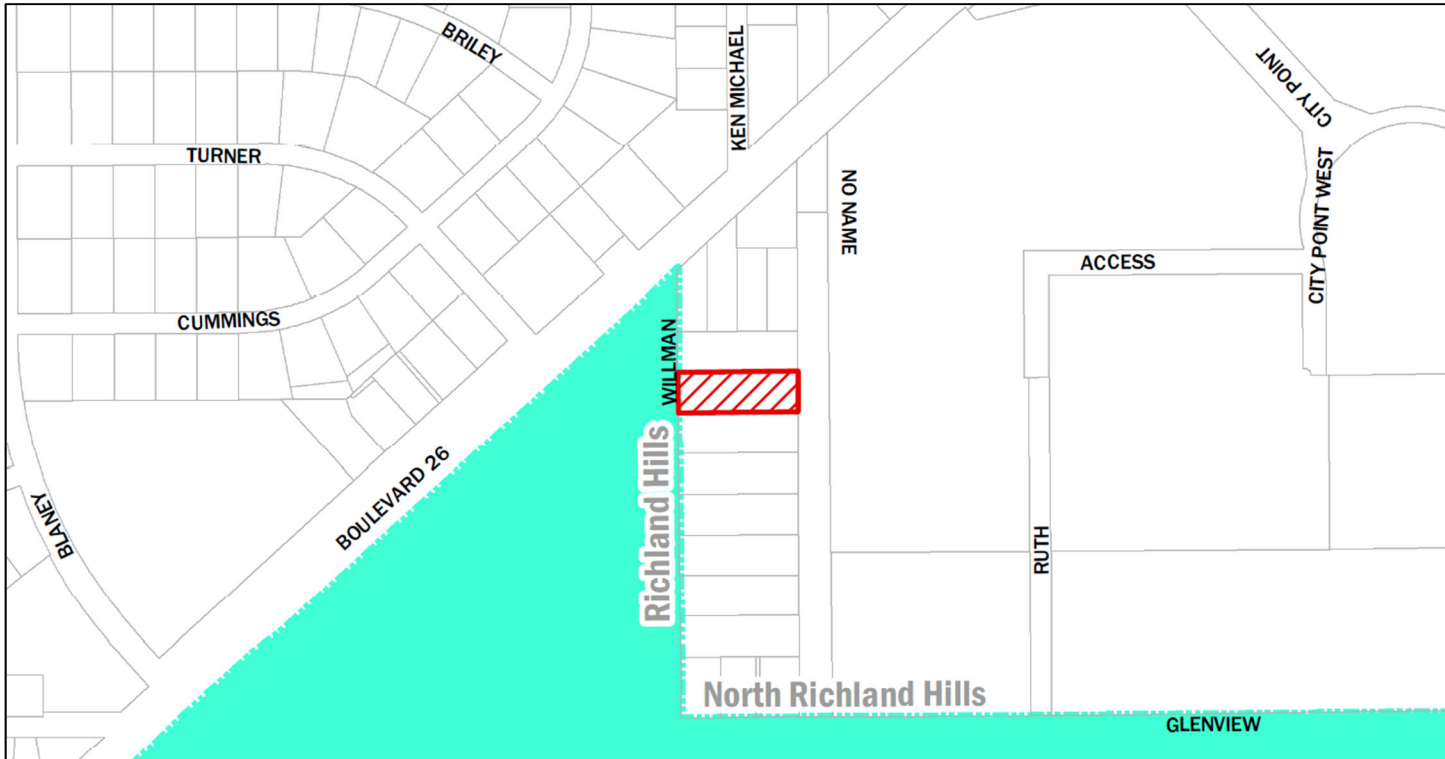 BRILEY
KEN MICHAEL
CITY POINT
TURNER
NO NAME
CITY POINT WEST
ACCESS
CUMMINGS
WILLMAN
Richland Hills
BOULEVARD 26
BLANEY
RUTH
North Richland Hills
GLENVIEW